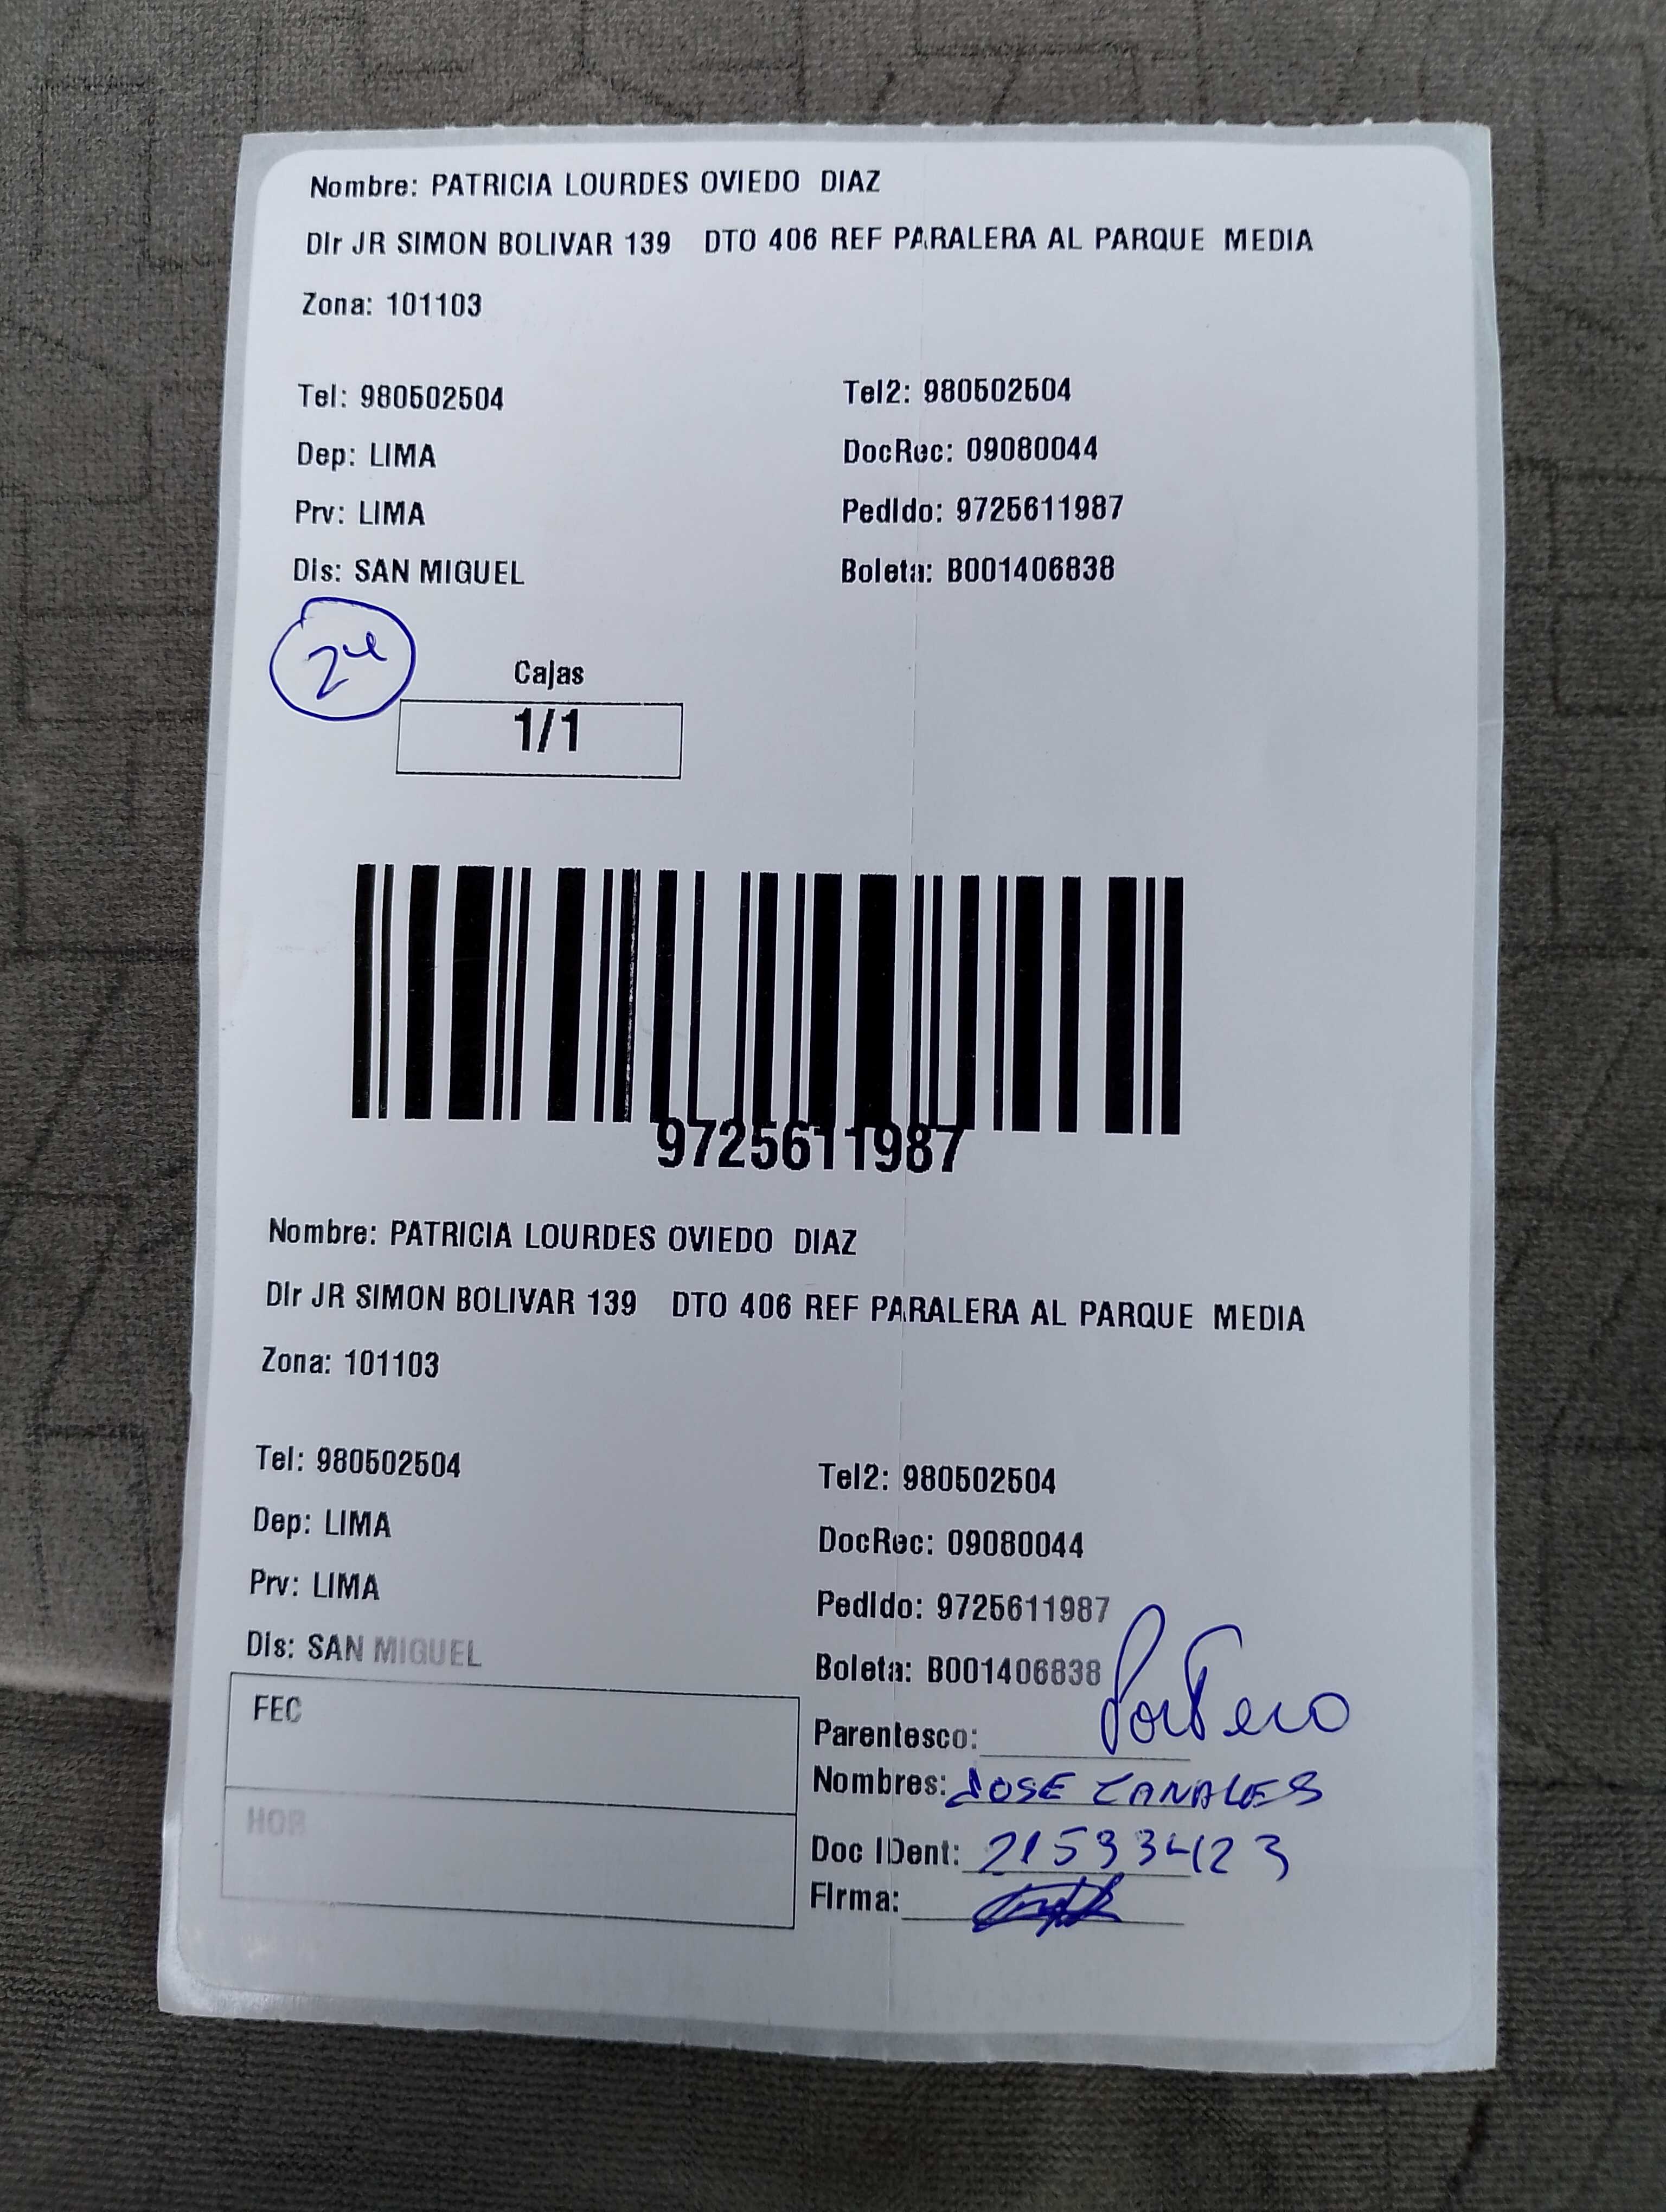 Nombre: PATRICIA LOURDES OVIEDO DIAZ
Dir JR SIMON BOLIVAR 139 DTO 406 REF PARALERA AL PARQUE MEDIA
Zona: 101103
Tel: 980502504 Tel2: 980502504
Dep: LIMA DocRec: 09080044
Prv: LIMA Pedido: 9725611987
Dis: SAN MIGUEL Boleta: B001406838
Cajas
1/1
9725611987
Nombre: PATRICIA LOURDES OVIEDO DIAZ
Dir JR SIMON BOLIVAR 139 DTO 406 REF PARALERA AL PARQUE MEDIA
Zona: 101103
Tel: 980502504 Tel2: 980502504
Dep: LIMA DocRec: 09080044
Prv: LIMA Pedido: 9725611987
Dis: SAN MIGUEL Boleta: B001406838
FEC
HOR
Parentesco: Portero
Nombres: JOSE CANALES
Doc IDent: 21533423
Firma: